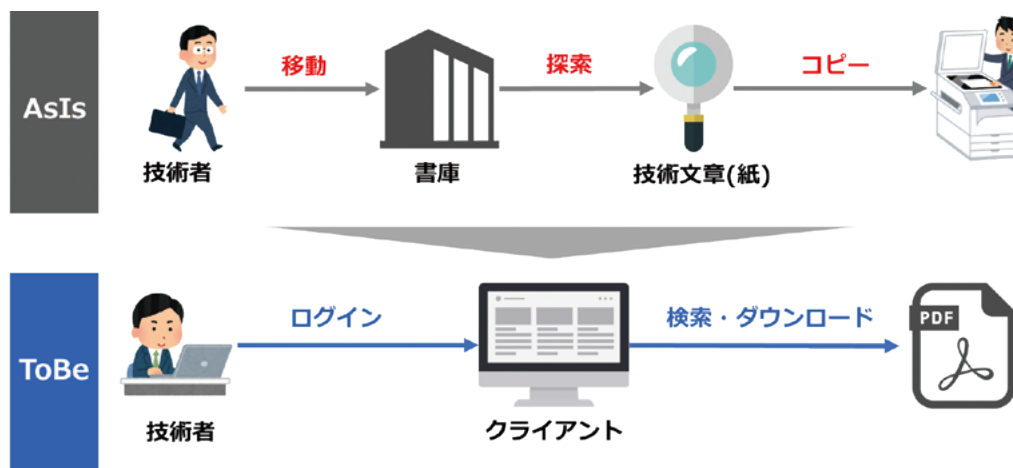 移動
探索
コピー
AsIs
技術者
書庫
技術文章(紙)
ログイン
検索・ダウンロード
PDF
ToBe
技術者
クライアント